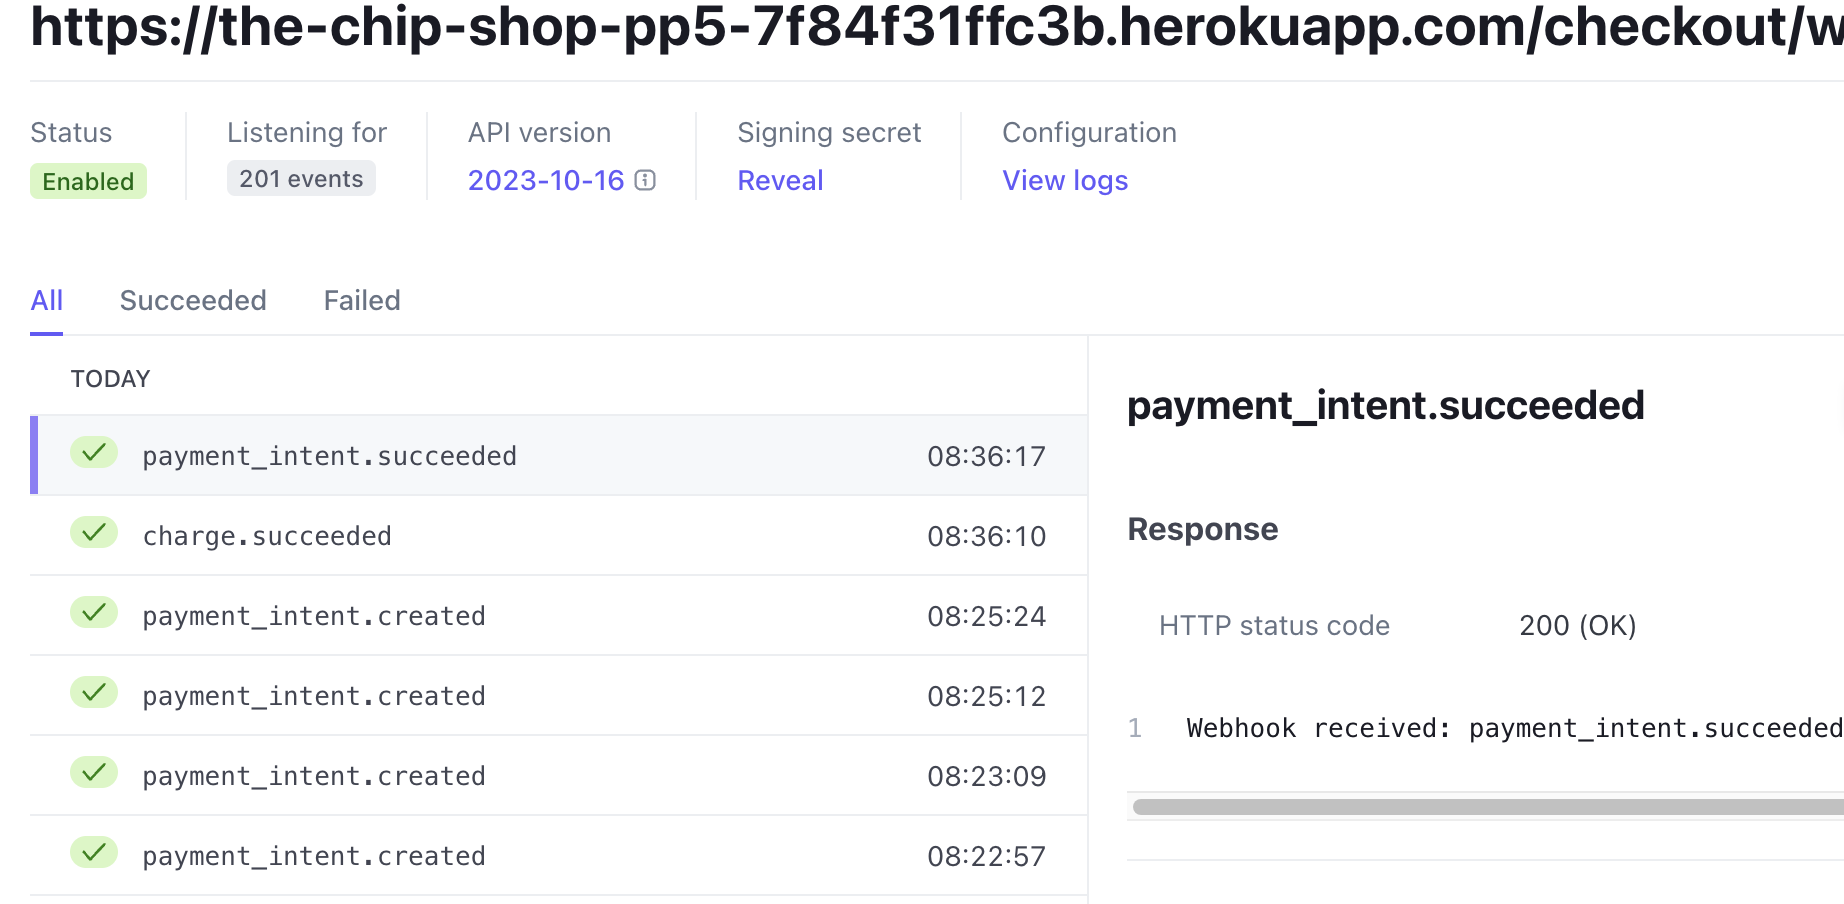 https://the-chip-shop-pp5-7f84f31ffc3b.herokuapp.com/checkout/w
Status Listening for API version Signing secret Configuration
Enabled 201 events 2023-10-16 Reveal View logs
All Succeeded Failed
TODAY
payment_intent.succeeded 08:36:17
charge.succeeded 08:36:10
payment_intent.created 08:25:24
payment_intent.created 08:25:12
payment_intent.created 08:23:09
payment_intent.created 08:22:57
payment_intent.succeeded
Response
HTTP status code 200 (OK)
1 Webhook received: payment_intent.succeeded